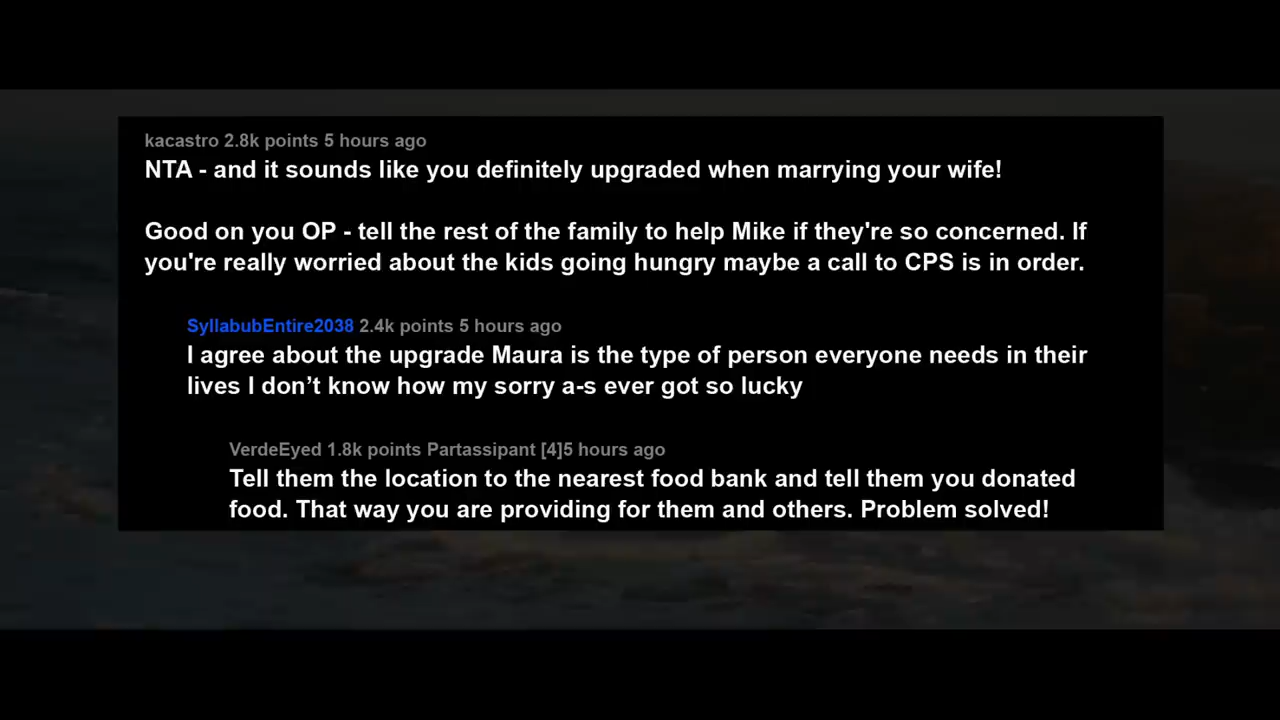 kacastro 2.8k points 5 hours ago
NTA - and it sounds like you definitely upgraded when marrying your wife!
Good on you OP - tell the rest of the family to help Mike if they're so concerned. If
you're really worried about the kids going hungry maybe a call to CPS is in order.
SyllabubEntire2038 2.4k points 5 hours ago
I agree about the upgrade Maura is the type of person everyone needs in their
lives I don’t know how my sorry a-s ever got so lucky
VerdeEyed 1.8k points Partassipant [4]5 hours ago
Tell them the location to the nearest food bank and tell them you donated
food. That way you are providing for them and others. Problem solved!